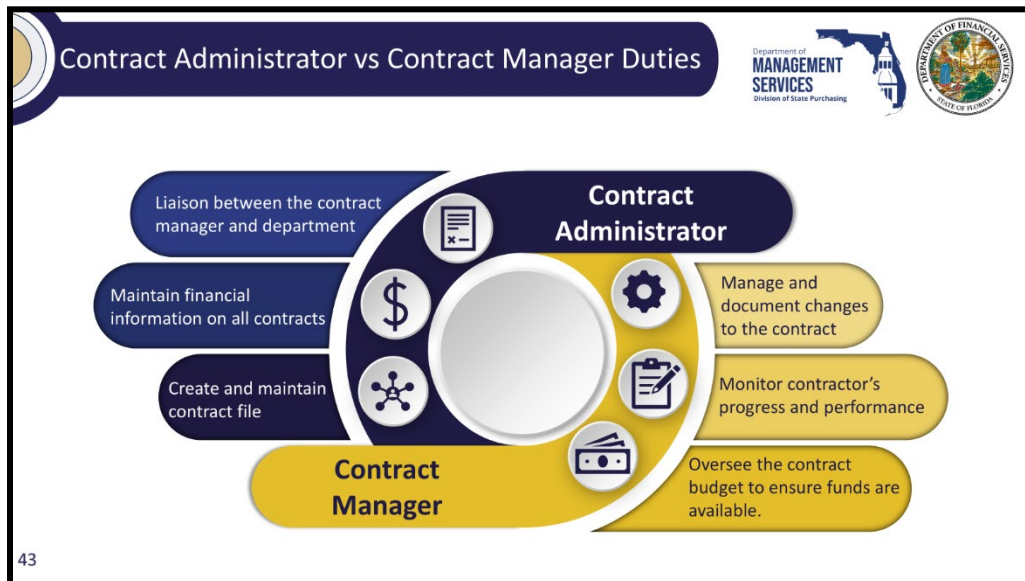 Contract Administrator vs Contract Manager Duties
Department of
MANAGEMENT
SERVICES
Division of State Purchasing
DEPARTMENT OF FINANCIAL SERVICES
STATE OF FLORIDA
Contract
Administrator
Liaison between the contract
manager and department
Maintain financial
information on all contracts
Create and maintain
contract file
Manage and
document changes
to the contract
Monitor contractor’s
progress and performance
Oversee the contract
budget to ensure funds are
available.
Contract
Manager
43